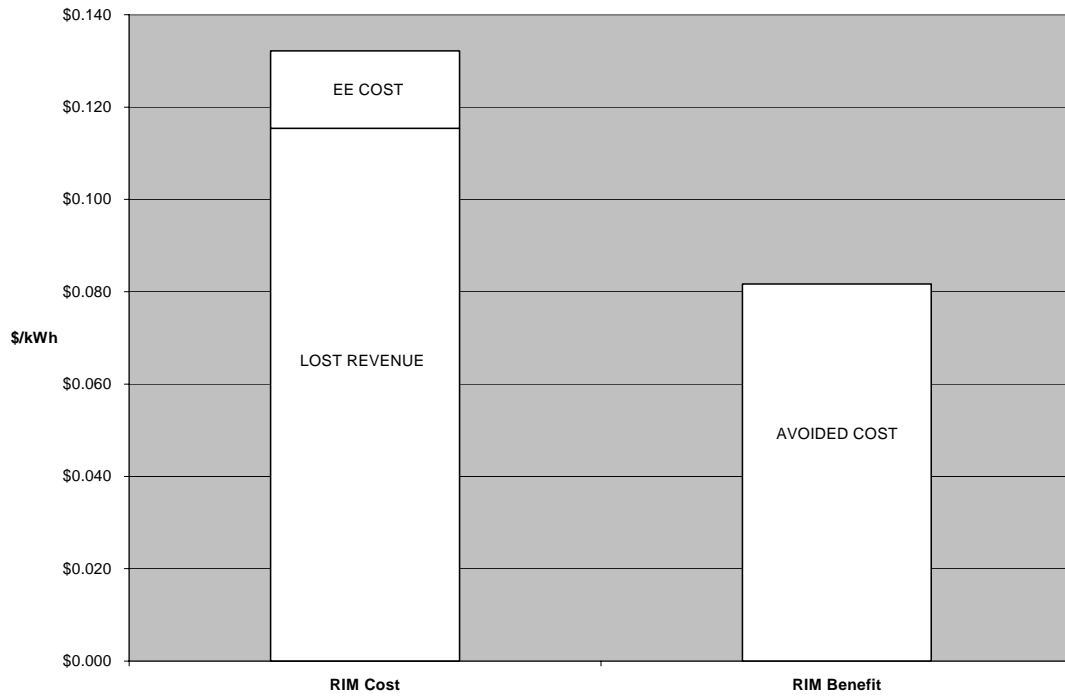 $0.140
$0.120
$0.100
$0.080
$0.060
$0.040
$0.020
$0.000
$/kWh
EE COST
LOST REVENUE
AVOIDED COST
RIM Cost
RIM Benefit